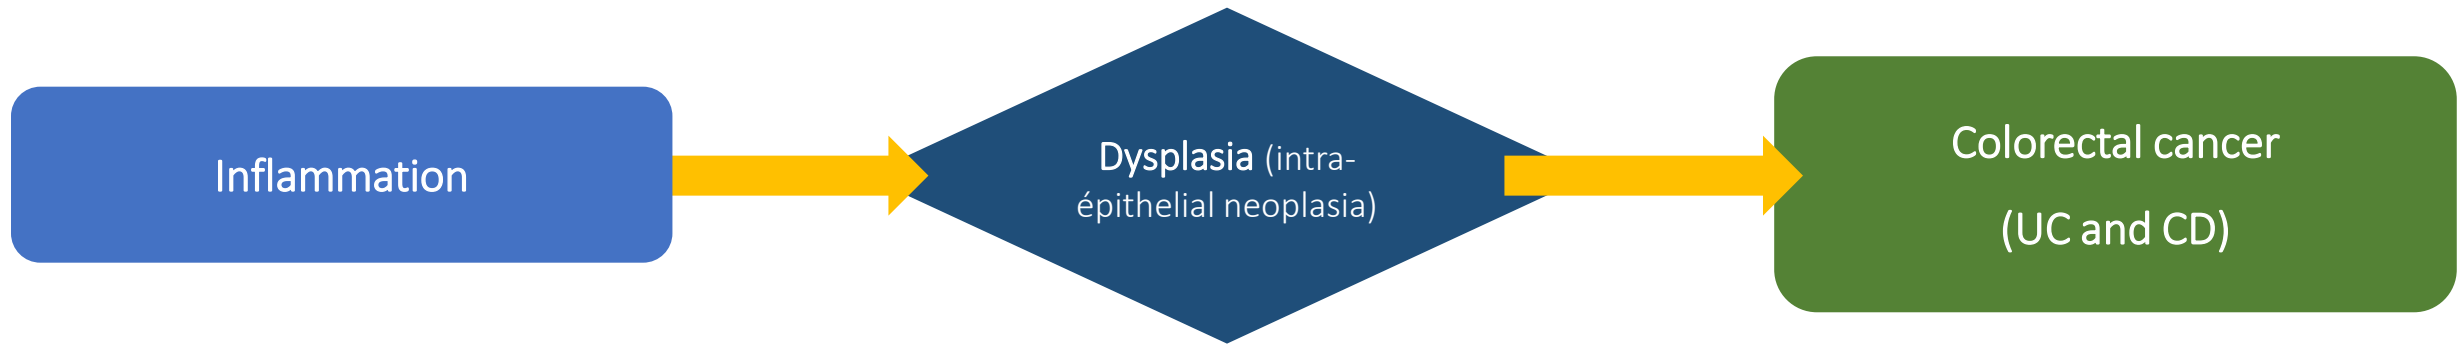 Inflammation
Dysplasia (intra-
épithelial neoplasia)
Colorectal cancer
(UC and CD)